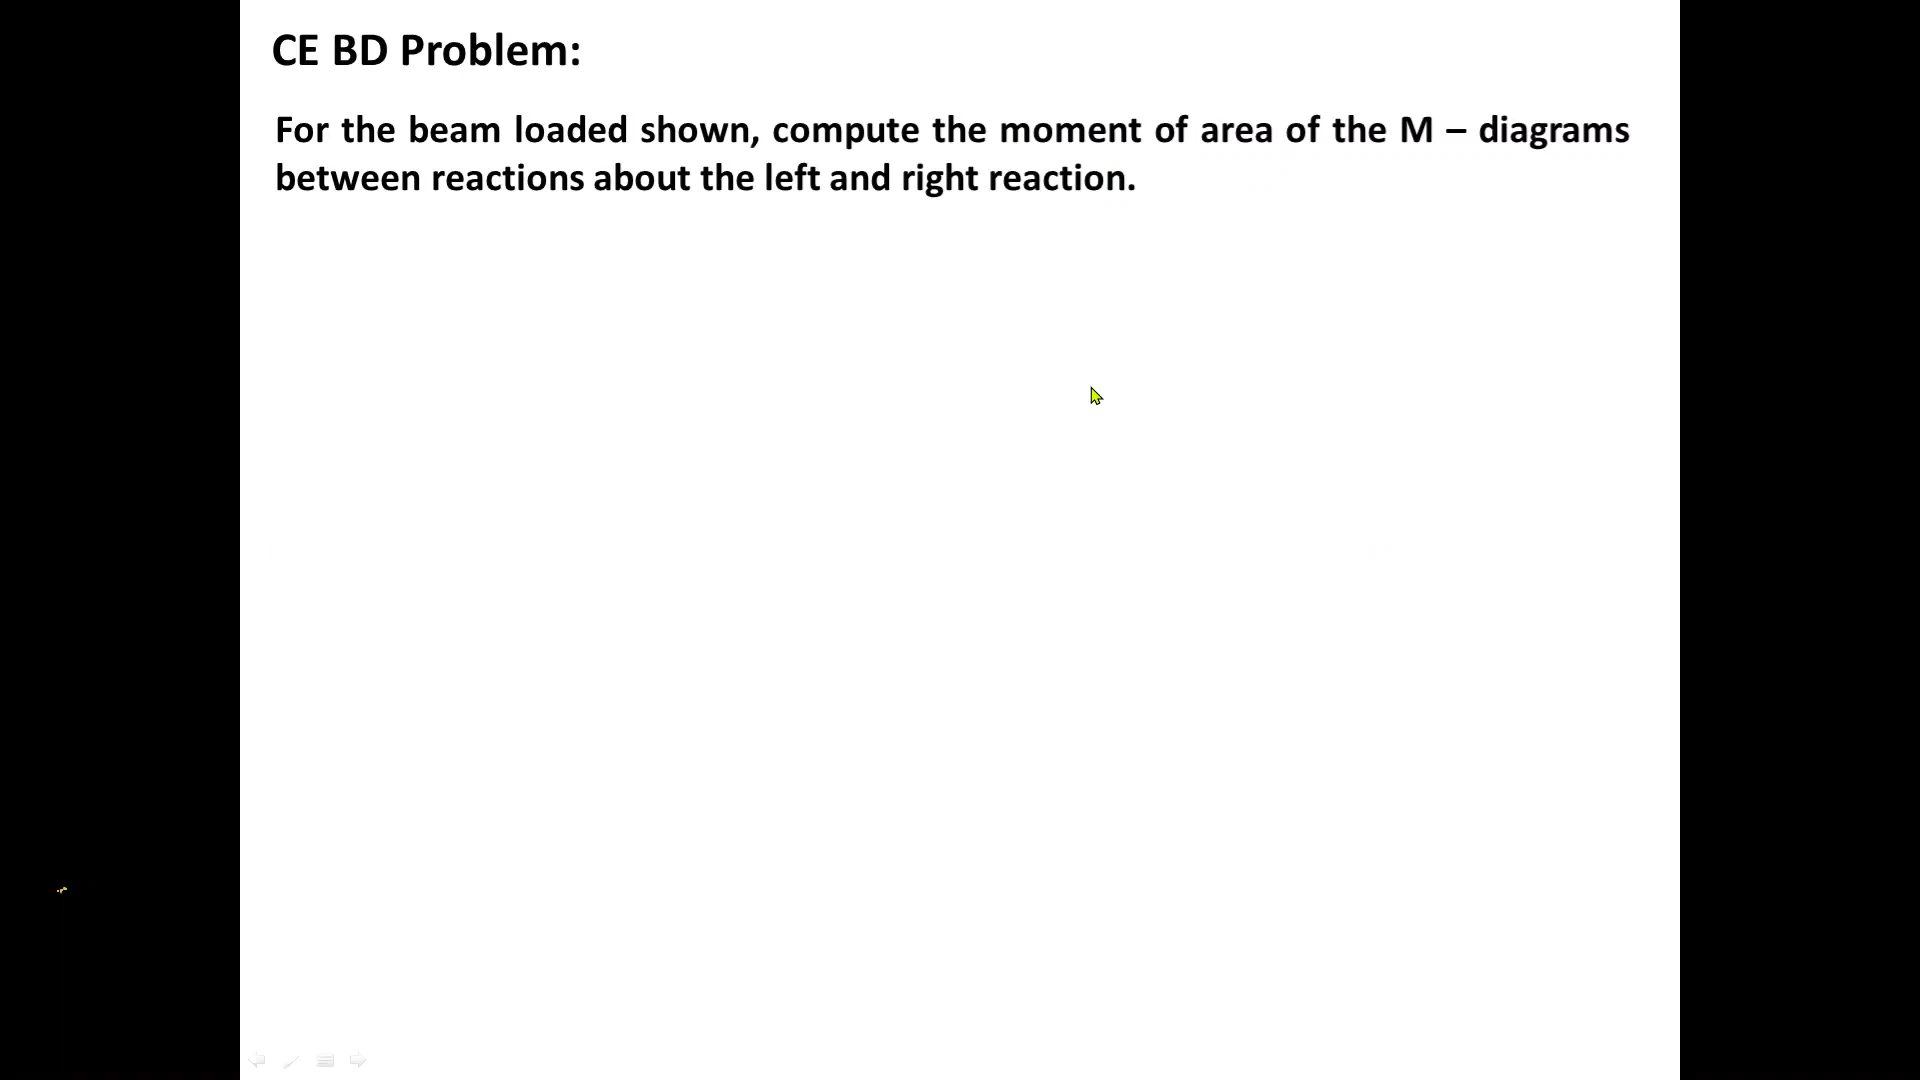 CE BD Problem:
For the beam loaded shown, compute the moment of area of the M – diagrams
between reactions about the left and right reaction.